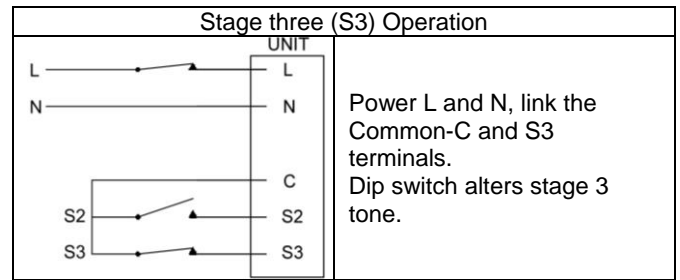 Stage three (S3) Operation
UNIT
L L
N N
C
S2 S2
S3 S3
Power L and N, link the
Common-C and S3
terminals.
Dip switch alters stage 3
tone.